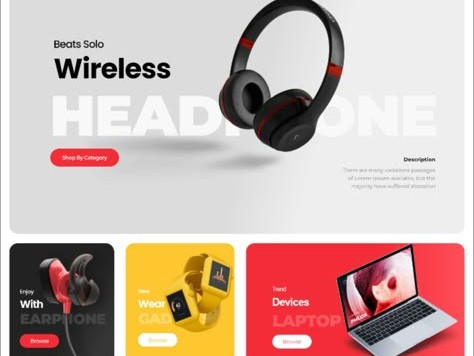 Beats Solo
Wireless
HEADPHONE
Shop By Category
Description
There are many variations passages
of Lorem Ipsum available, but the
majority have suffered alteration
Enjoy
With
EARPHONE
Browse
New
Wear
GADGET
Browse
Trend
Devices
LAPTOP
Browse